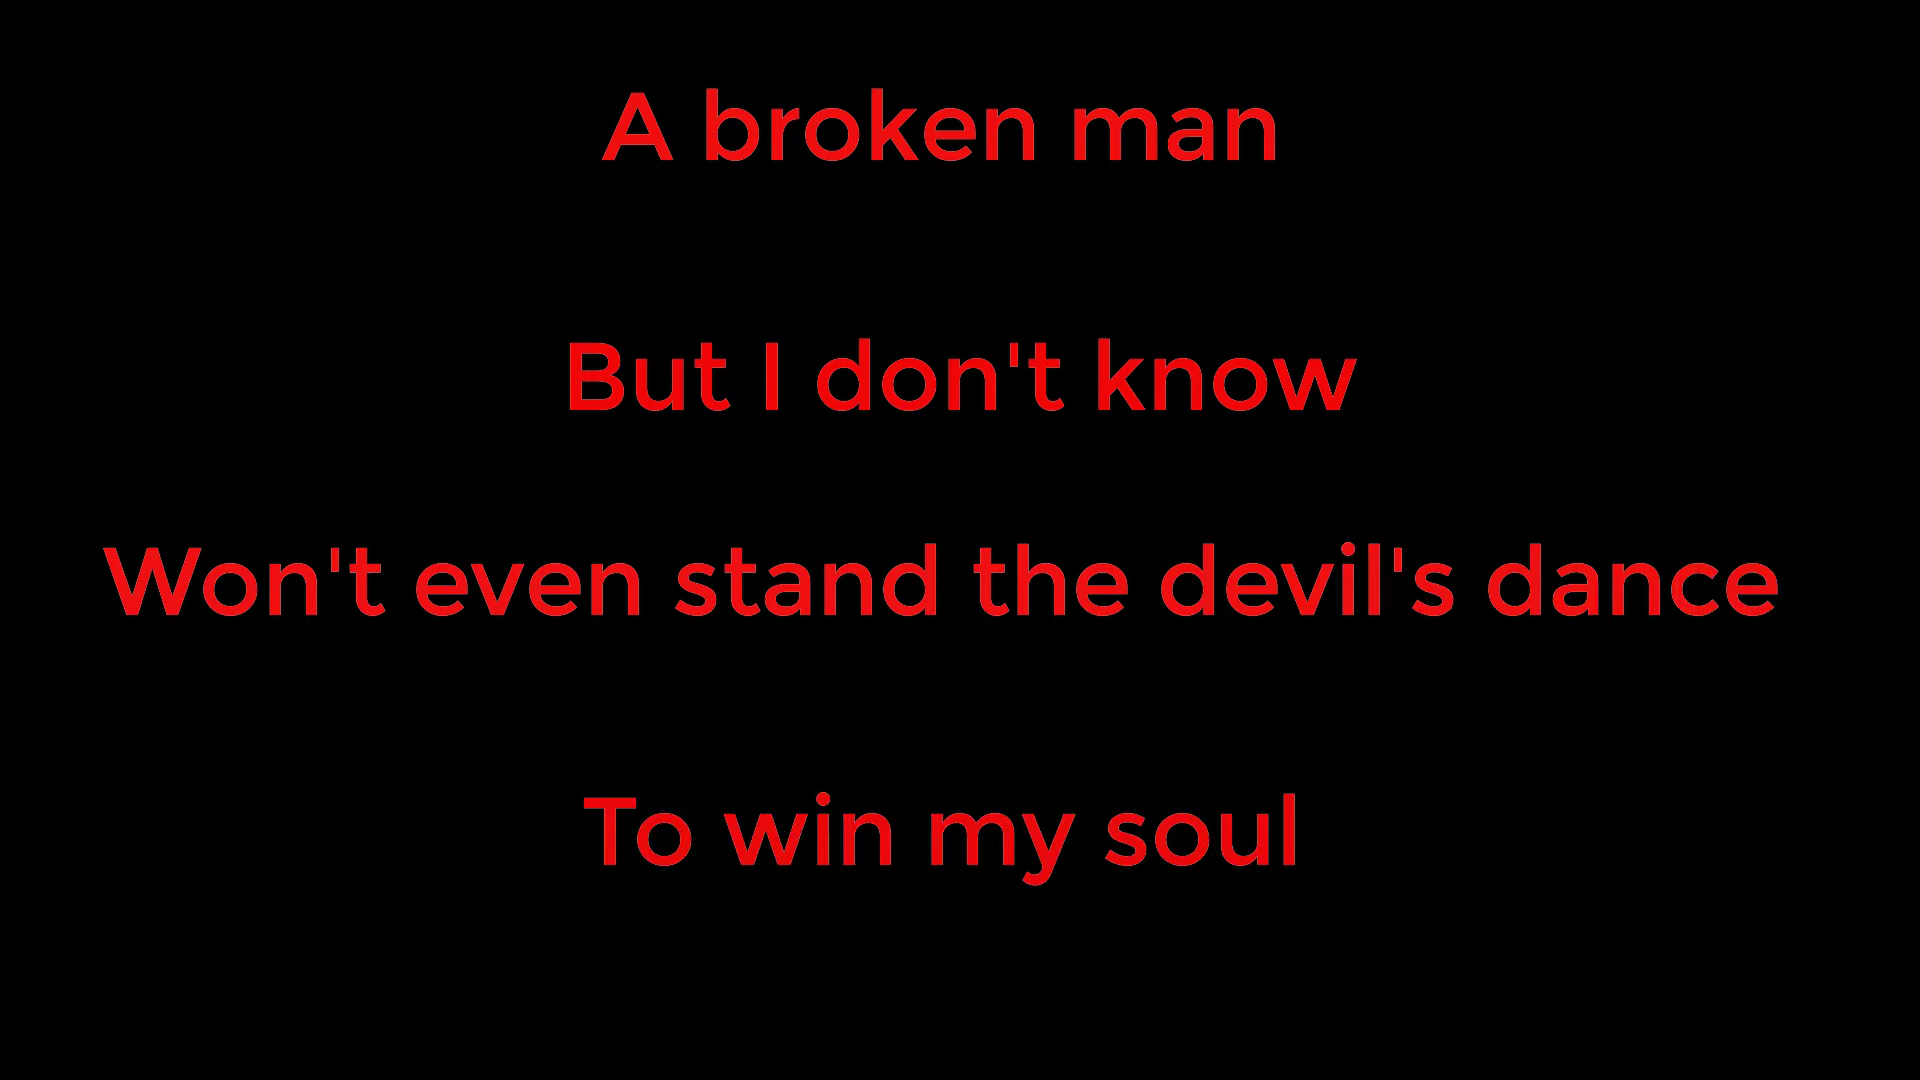 A broken man
But I don't know
Won't even stand the devil's dance
To win my soul